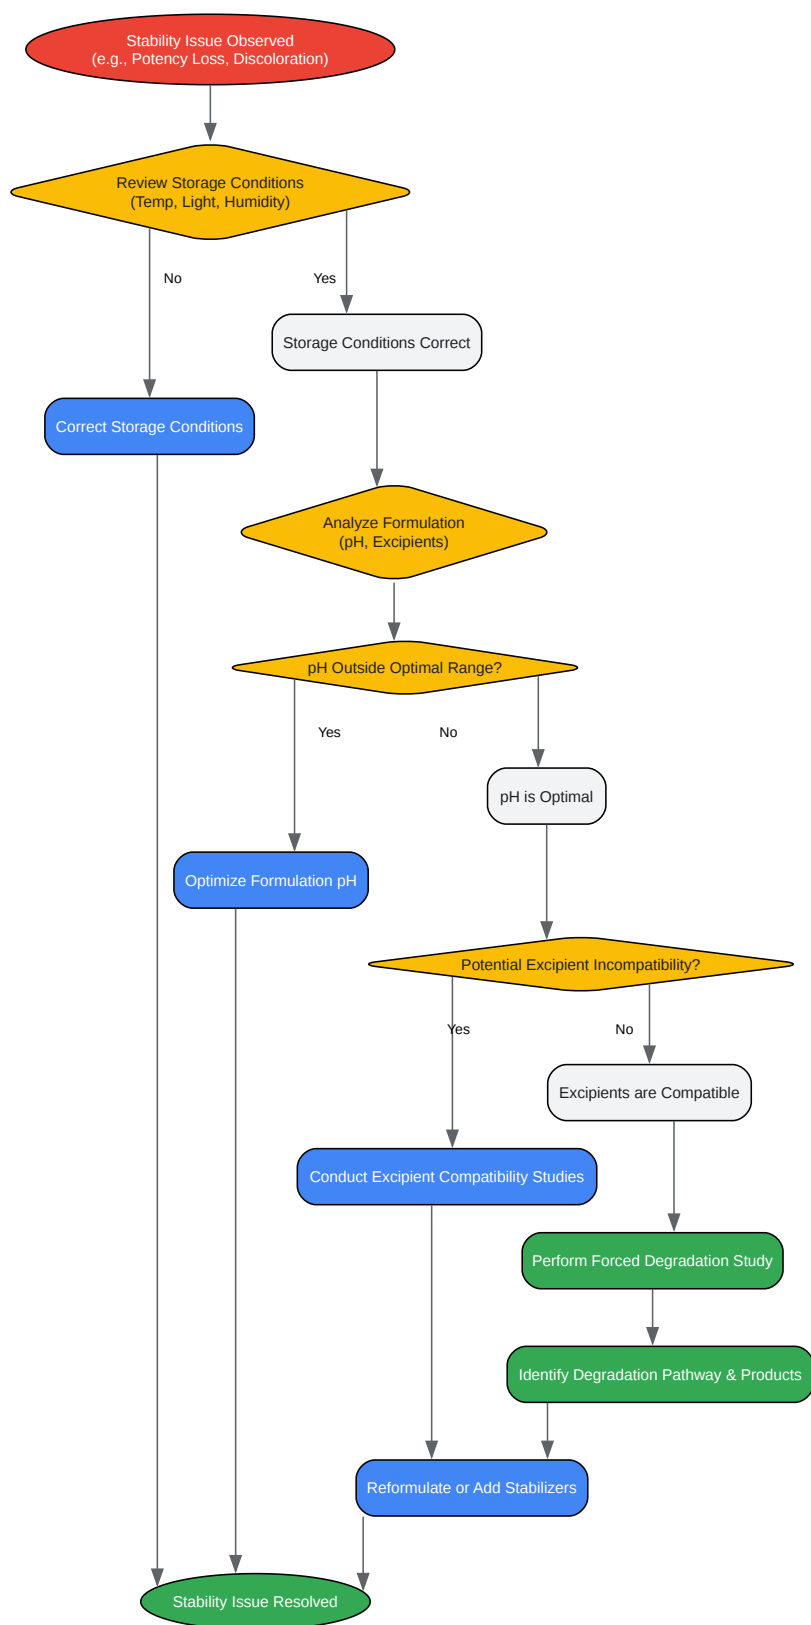 Stability Issue Observed
(e.g., Potency Loss, Discoloration)
Review Storage Conditions
(Temp, Light, Humidity)
No
Yes
Storage Conditions Correct
Correct Storage Conditions
Analyze Formulation
(pH, Excipients)
pH Outside Optimal Range?
Yes
No
pH is Optimal
Optimize Formulation pH
Potential Excipient Incompatibility?
Yes
No
Excipients are Compatible
Conduct Excipient Compatibility Studies
Perform Forced Degradation Study
Identify Degradation Pathway & Products
Reformulate or Add Stabilizers
Stability Issue Resolved